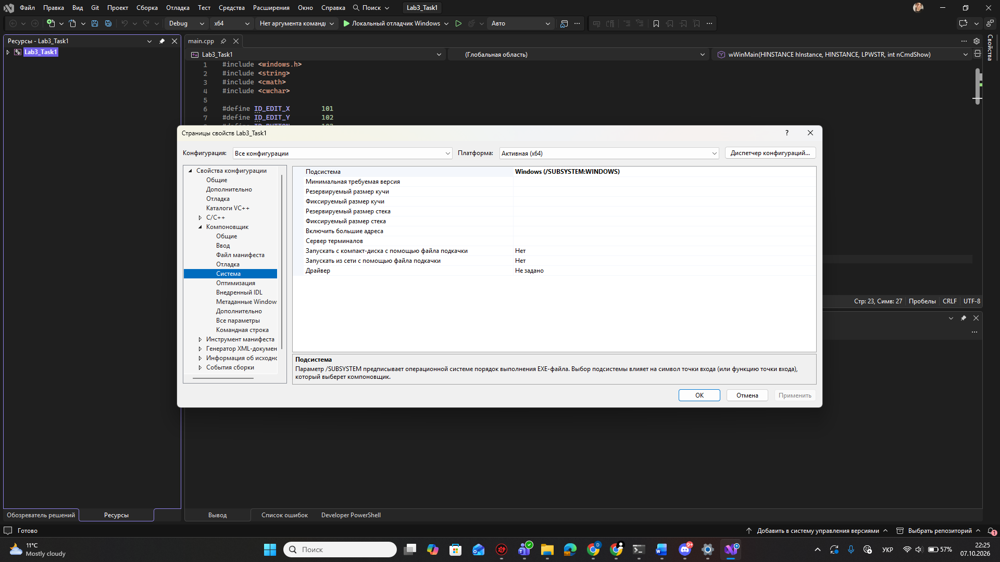 Файл Правка Вид Git Проект Сборка Отладка Тест Средства Расширения Окно Справка Поиск Lab3_Task1
Debug x64 Нет аргумента команды Локальный отладчик Windows Авто
Ресурсы - Lab3_Task1
Lab3_Task1
main.cpp
Lab3_Task1 (Глобальная область) wWinMain(HINSTANCE hInstance, HINSTANCE, LPWSTR, int nCmdShow)
Свойства
1 #include <windows.h>
2 #include <string>
3 #include <cmath>
4 #include <cwchar>
5
6 #define ID_EDIT_X 101
7 #define ID_EDIT_Y 102
Страницы свойств Lab3_Task1 ?
Конфигурация: Все конфигурации Платформа: Активная (x64) Диспетчер конфигураций...
Свойства конфигурации
Общие
Дополнительно
Отладка
Каталоги VC++
C/C++
Компоновщик
Общие
Ввод
Файл манифеста
Отладка
Система
Оптимизация
Внедренный IDL
Метаданные Window
Дополнительно
Все параметры
Командная строка
Инструмент манифеста
Генератор XML-докумен
Информация об исходно
События сборки
Подсистема Windows (/SUBSYSTEM:WINDOWS)
Минимальная требуемая версия
Резервируемый размер кучи
Фиксируемый размер кучи
Резервируемый размер стека
Фиксируемый размер стека
Включить большие адреса
Сервер терминалов
Запускать с компакт-диска с помощью файла подкачки Нет
Запускать из сети с помощью файла подкачки Нет
Драйвер Не задано
Подсистема
Параметр /SUBSYSTEM предписывает операционной системе порядок выполнения EXE-файла. Выбор подсистемы влияет на символ точки входа (или функцию точки входа),
который выберет компоновщик.
ОК Отмена Применить
Стр: 23, Симв: 27 Пробелы CRLF UTF-8
Обозреватель решений Ресурсы Вывод Список ошибок Developer PowerShell
Готово Добавить в систему управления версиями Выбрать репозиторий 1
11°C
Mostly cloudy
Поиск
D
9+
УКР 57%
22:25
07.10.2026